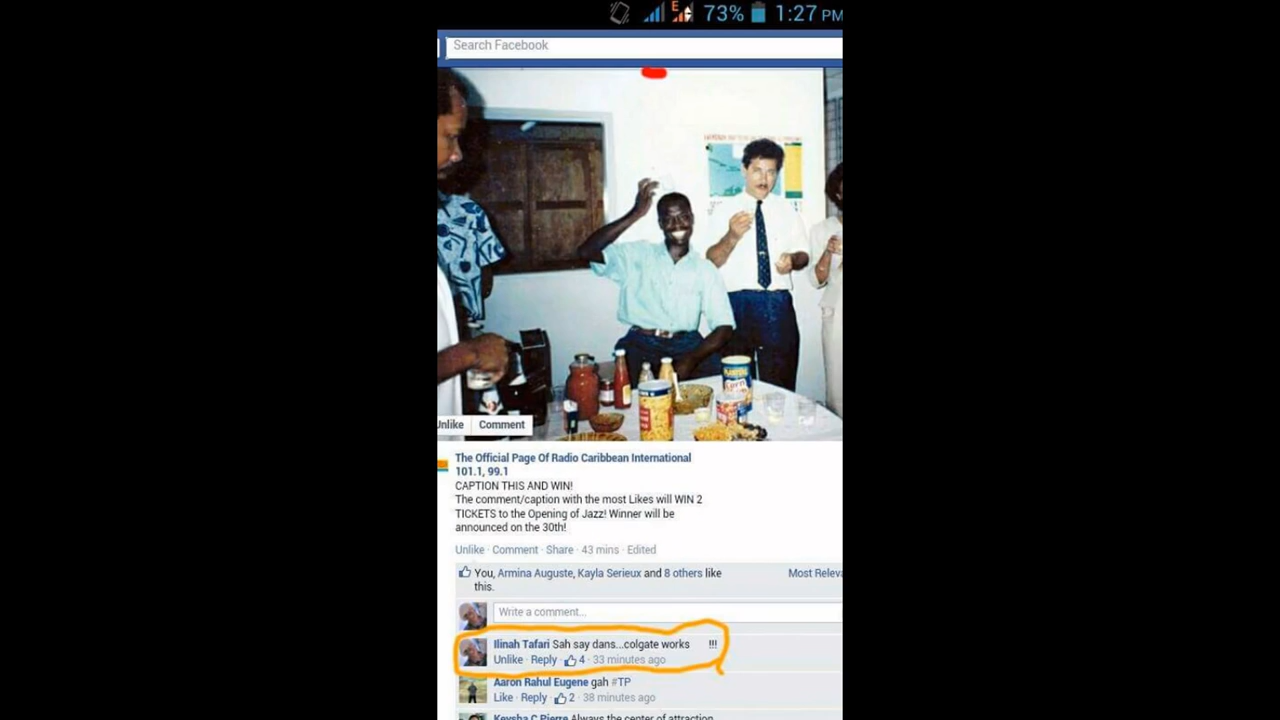 E
73% 1:27 PM
Search Facebook
Unlike Comment
The Official Page Of Radio Caribbean International
101.1, 99.1
CAPTION THIS AND WIN!
The comment/caption with the most Likes will WIN 2
TICKETS to the Opening of Jazz! Winner will be
announced on the 30th!
Unlike · Comment · Share · 43 mins · Edited
You, Armina Auguste, Kayla Serieux and 8 others like
this.
Most Releva
Write a comment...
Ilinah Tafari Sah say dans...colgate works !!!
Unlike · Reply · 4 · 33 minutes ago
Aaron Rahul Eugene gah #TP
Like · Reply · 2 · 38 minutes ago
Keysha C Pierre Always the center of attraction